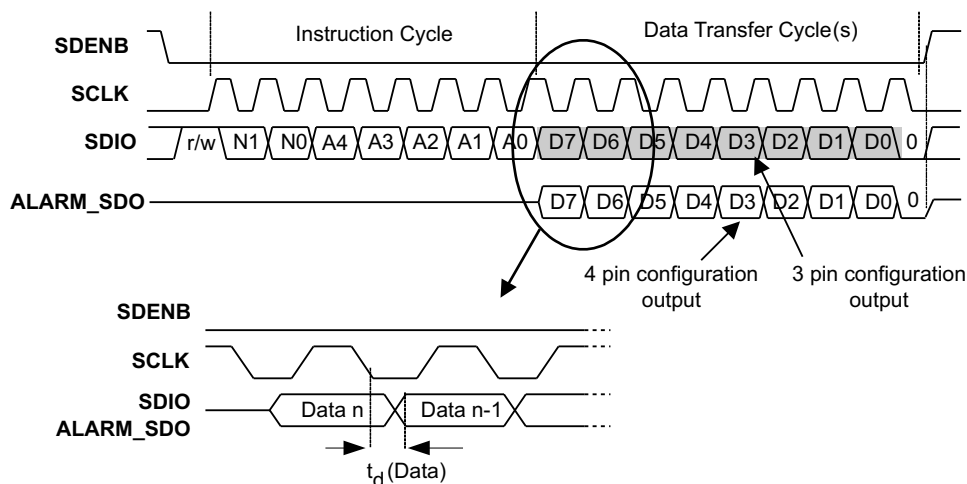 Instruction Cycle Data Transfer Cycle(s)
SDENB
SCLK
SDIO r/w N1 N0 A4 A3 A2 A1 A0 D7 D6 D5 D4 D3 D2 D1 D0 0
ALARM_SDO D7 D6 D5 D4 D3 D2 D1 D0 0
4 pin configuration output
3 pin configuration output
SDENB
SCLK
SDIO
ALARM_SDO
Data n Data n-1
td(Data)